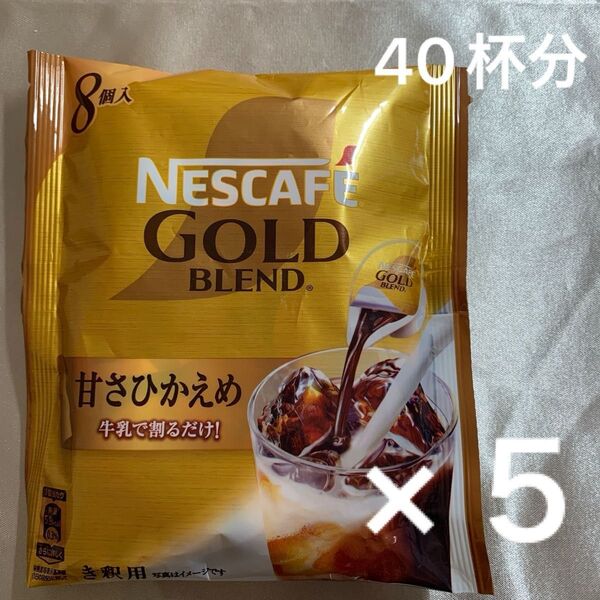 40杯分
8個入
NESCAFÉ
GOLD
BLEND®
NESCAFÉ
GOLD
BLEND
甘さひかえめ
牛乳で割るだけ!
×5
き釈用 写真はイメージです